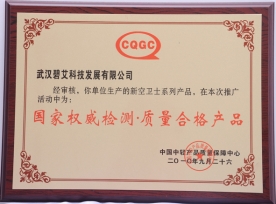 CQGC
武汉碧艾科技发展有限公司
经审核、你单位生产的新空卫士系列产品，在本次推广
活动中为：
国家权威检测·质量合格产品
中国中轻产品质量保障中心
二〇一〇年九月二十六